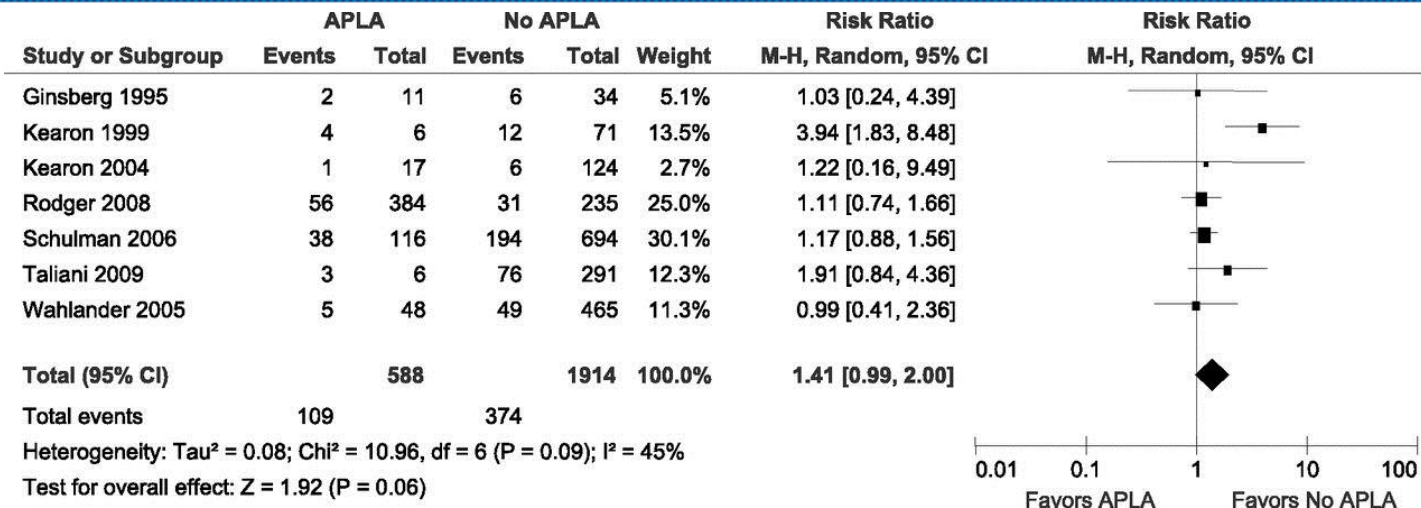 APLA No APLA Risk Ratio Risk Ratio
Study or Subgroup Events Total Events Total Weight M-H, Random, 95% CI M-H, Random, 95% CI
Ginsberg 1995 2 11 6 34 5.1% 1.03 [0.24, 4.39]
Kearon 1999 4 6 12 71 13.5% 3.94 [1.83, 8.48]
Kearon 2004 1 17 6 124 2.7% 1.22 [0.16, 9.49]
Rodger 2008 56 384 31 235 25.0% 1.11 [0.74, 1.66]
Schulman 2006 38 116 194 694 30.1% 1.17 [0.88, 1.56]
Taliani 2009 3 6 76 291 12.3% 1.91 [0.84, 4.36]
Wahlander 2005 5 48 49 465 11.3% 0.99 [0.41, 2.36]
Total (95% CI) 588 1914 100.0% 1.41 [0.99, 2.00]
Total events 109 374
Heterogeneity: Tau² = 0.08; Chi² = 10.96, df = 6 (P = 0.09); I² = 45%
Test for overall effect: Z = 1.92 (P = 0.06)
0.01 0.1 1 10 100
Favors APLA Favors No APLA